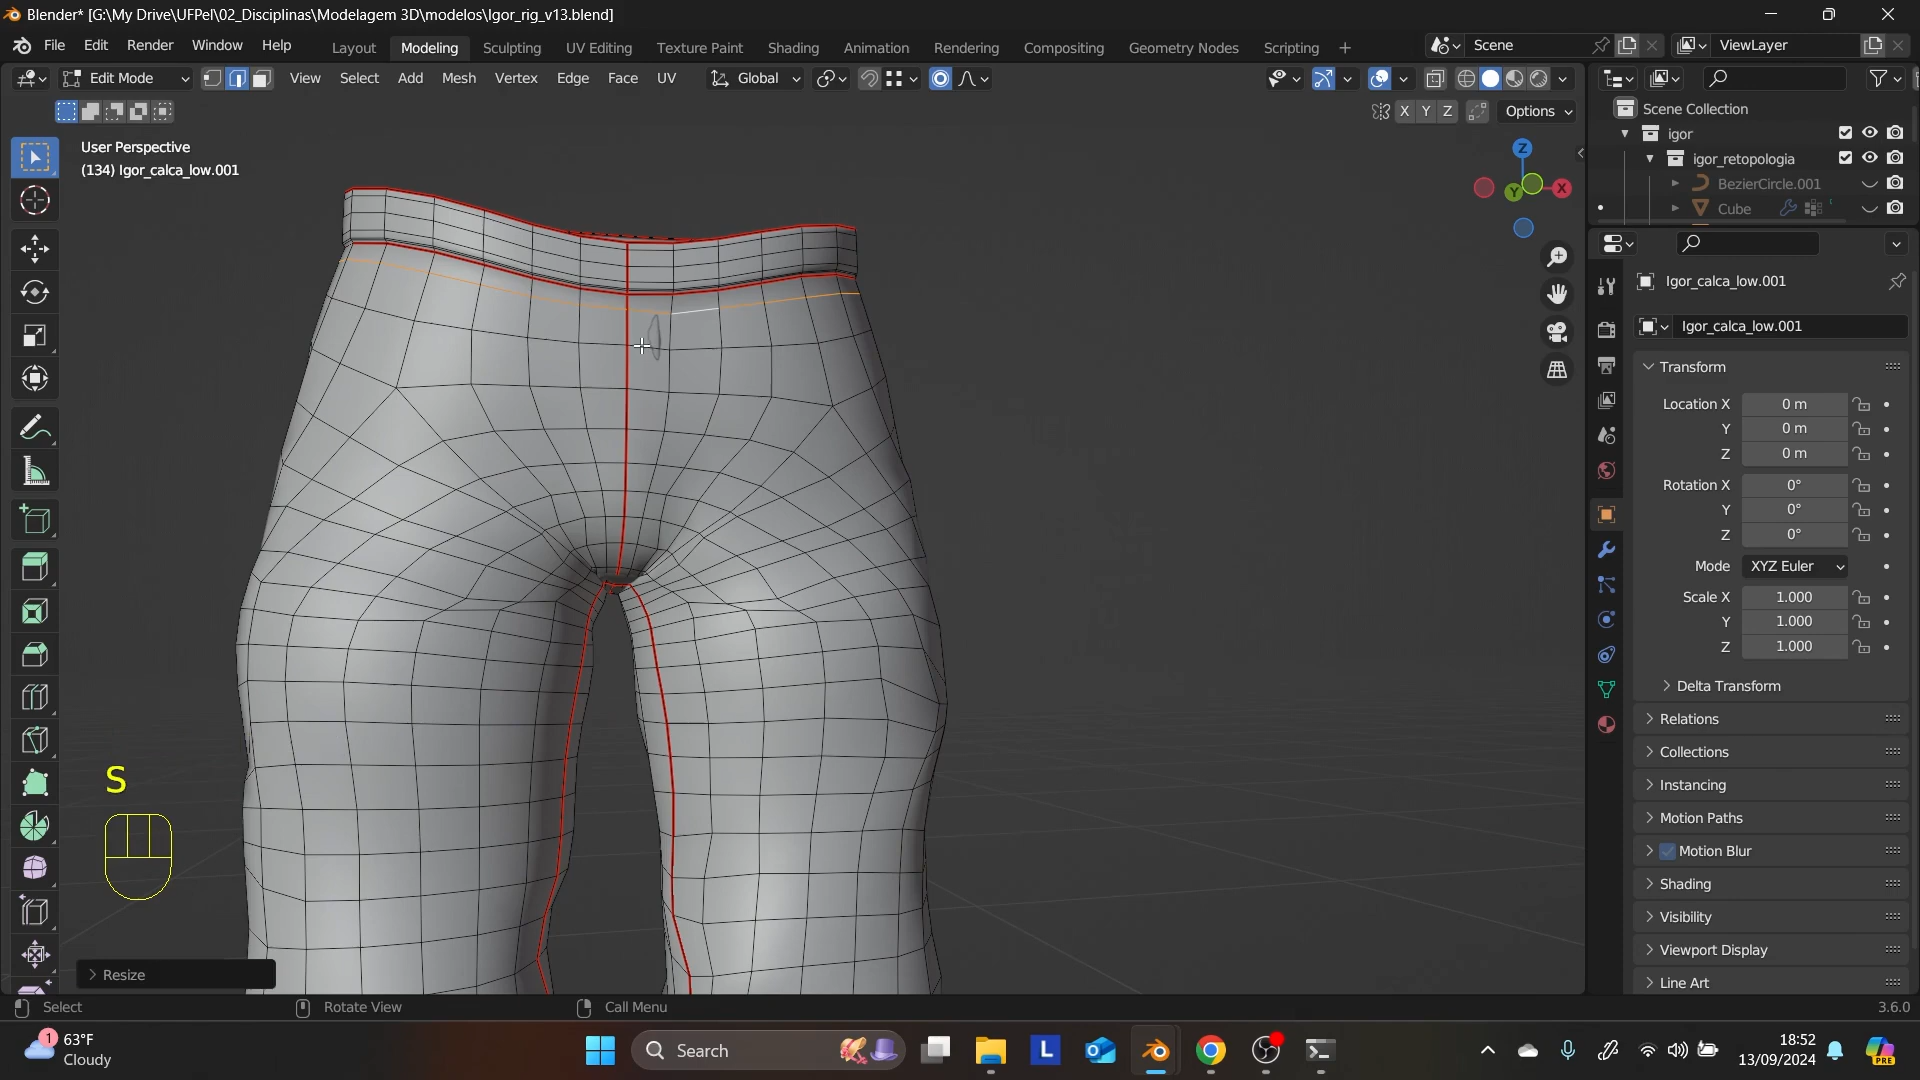 Blender* [G:\My Drive\UFPel\02_Disciplinas\Modelagem 3D\modelos\Igor_rig_v13.blend]
File Edit Render Window Help
Layout Modeling Sculpting UV Editing Texture Paint Shading Animation Rendering Compositing Geometry Nodes Scripting +
Scene
ViewLayer
Edit Mode
View Select Add Mesh Vertex Edge Face UV
Global
X Y Z
Options
User Perspective
(134) Igor_calca_low.001
Z
Y
X
Scene Collection
igor
igor_retopologia
BezierCircle.001
Cube
Igor_calca_low.001
Igor_calca_low.001
Transform
Location X 0 m
Y 0 m
Z 0 m
Rotation X 0°
Y 0°
Z 0°
Mode XYZ Euler
Scale X 1.000
Y 1.000
Z 1.000
Delta Transform
Relations
Collections
Instancing
Motion Paths
Motion Blur
Shading
Visibility
Viewport Display
Line Art
S
Resize
Select
Rotate View
Call Menu
3.6.0
1
63°F
Cloudy
Search
L
18:52
13/09/2024
PRE